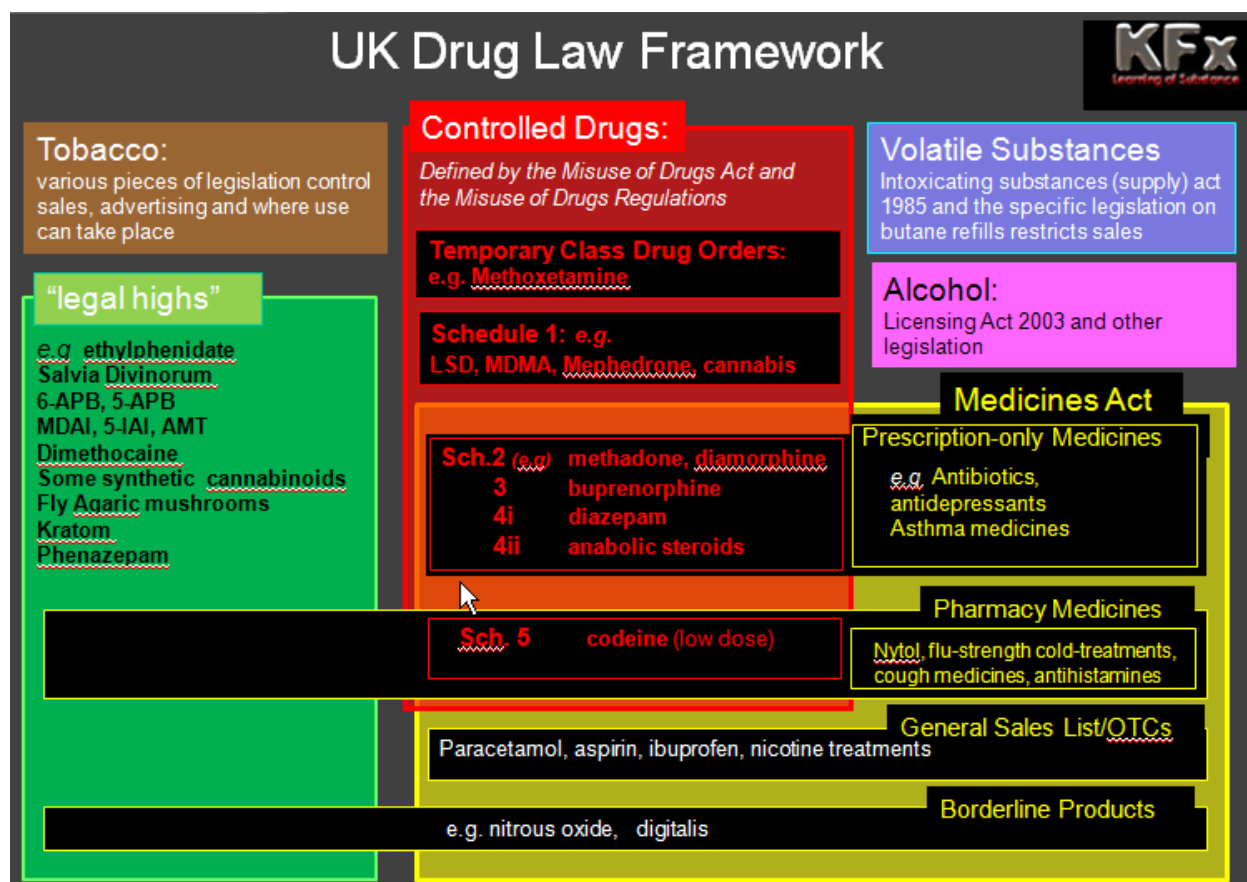 UK Drug Law Framework
KFx
Learning of Substance
Tobacco:
various pieces of legislation control
sales, advertising and where use
can take place
"legal highs"
e.g ethylphenidate
Salvia Divinorum
6-APB, 5-APB
MDAI, 5-IAI, AMT
Dimethocaine
Some synthetic cannabinoids
Fly Agaric mushrooms
Kratom
Phenazepam
Controlled Drugs:
Defined by the Misuse of Drugs Act and
the Misuse of Drugs Regulations
Temporary Class Drug Orders:
e.g. Methoxetamine
Schedule 1: e.g.
LSD, MDMA, Mephedrone, cannabis
Sch.2 (e.g) methadone, diamorphine
3 buprenorphine
4i diazepam
4ii anabolic steroids
Sch. 5 codeine (low dose)
Volatile Substances
Intoxicating substances (supply) act
1985 and the specific legislation on
butane refills restricts sales
Alcohol:
Licensing Act 2003 and other
legislation
Medicines Act
Prescription-only Medicines
e.g. Antibiotics,
antidepressants
Asthma medicines
Pharmacy Medicines
Nytol, flu-strength cold-treatments,
cough medicines, antihistamines
General Sales List/OTCs
Paracetamol, aspirin, ibuprofen, nicotine treatments
Borderline Products
e.g. nitrous oxide, digitalis